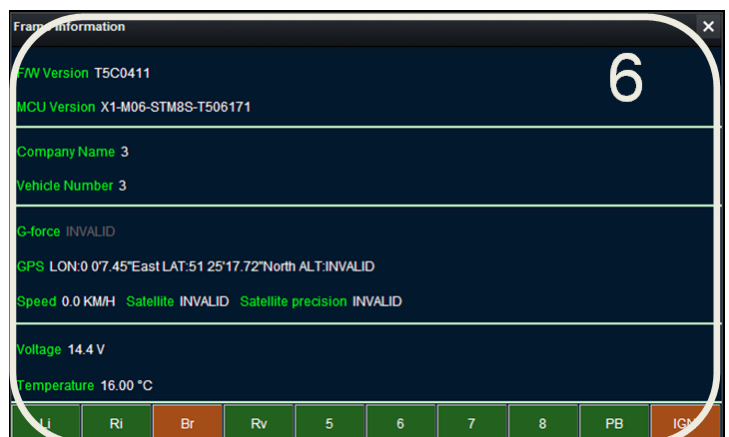 Frame Information
6
F/W Version T5C0411
MCU Version X1-M06-STM8S-T506171
Company Name 3
Vehicle Number 3
G-force INVALID
GPS LON:0 0'7.45"East LAT:51 25'17.72"North ALT:INVALID
Speed 0.0 KM/H Satellite INVALID Satellite precision INVALID
Voltage 14.4 V
Temperature 16.00 °C
Li Ri Br Rv 5 6 7 8 PB IGN